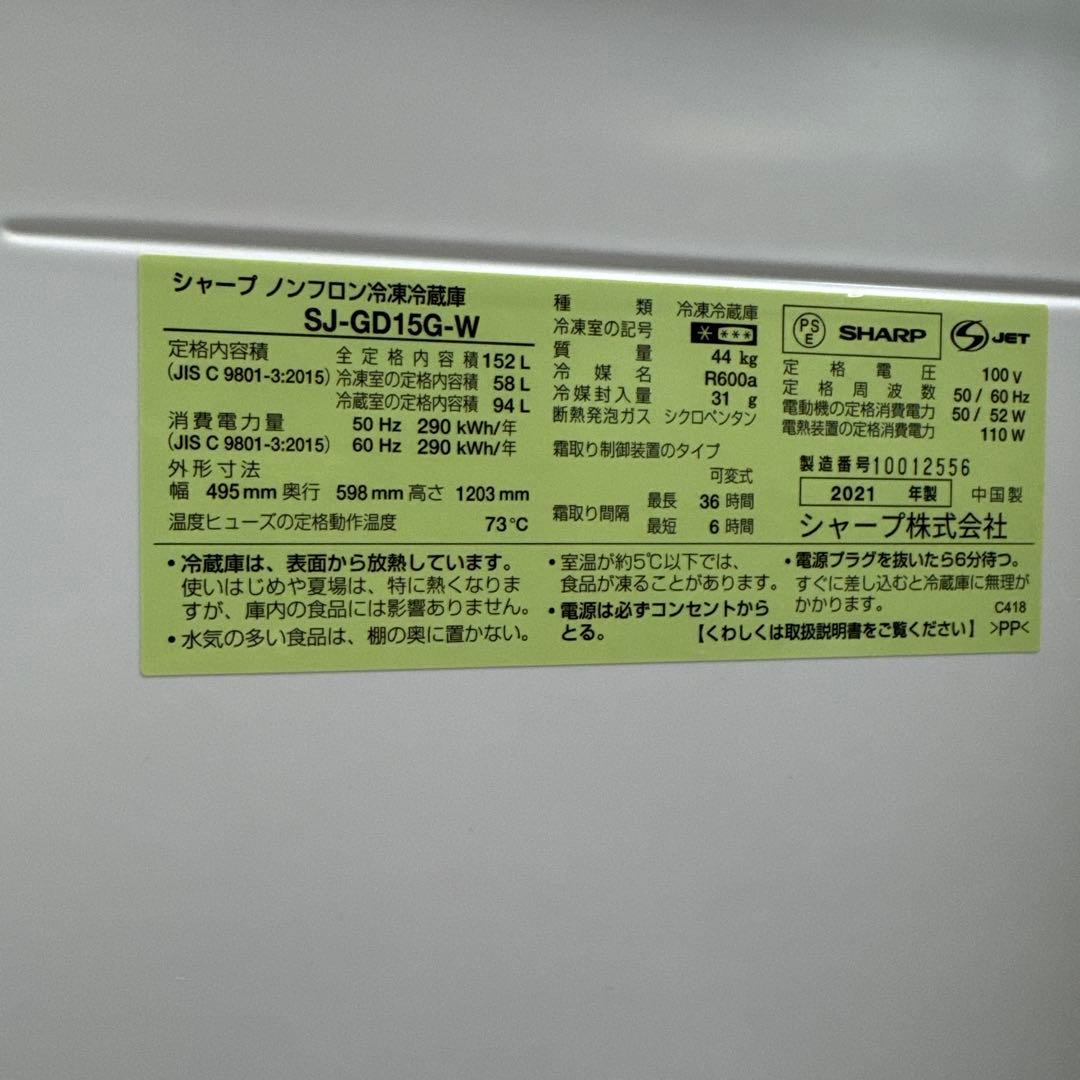 シャープ ノンフロン冷凍冷蔵庫
SJ-GD15G-W
定格内容積
(JIS C 9801-3:2015)
全定格内容積 152 L
冷凍室の定格内容積 58 L
冷蔵室の定格内容積 94 L
消費電力量 50 Hz 290 kWh/年
(JIS C 9801-3:2015) 60 Hz 290 kWh/年
外形寸法
幅 495 mm 奥行 598 mm 高さ 1203 mm
温度ヒューズの定格動作温度 73℃
種類 冷凍冷蔵庫
冷凍室の記号 * ***
質量 44 kg
冷媒名 R600a
冷媒封入量 31 g
断熱発泡ガス シクロペンタン
霜取り制御装置のタイプ
可変式
霜取り間隔
最長 36 時間
最短 6 時間
PSE SHARP
S JET
定格電圧 100 V
定格周波数 50 / 60 Hz
電動機の定格消費電力 50 / 52 W
電熱装置の定格消費電力 110 W
製造番号 10012556
2021 年製 中国製
シャープ株式会社
・冷蔵庫は、表面から放熱しています。
使いはじめや夏場は、特に熱くなりま
すが、庫内の食品には影響ありません。
・水気の多い食品は、棚の奥に置かない。
・室温が約5℃以下では、
食品が凍ることがあります。
・電源は必ずコンセントから
とる。
・電源プラグを抜いたら6分待つ。
すぐに差し込むと冷蔵庫に無理が
かかります。
C418
【くわしくは取扱説明書をご覧ください】 >PP<